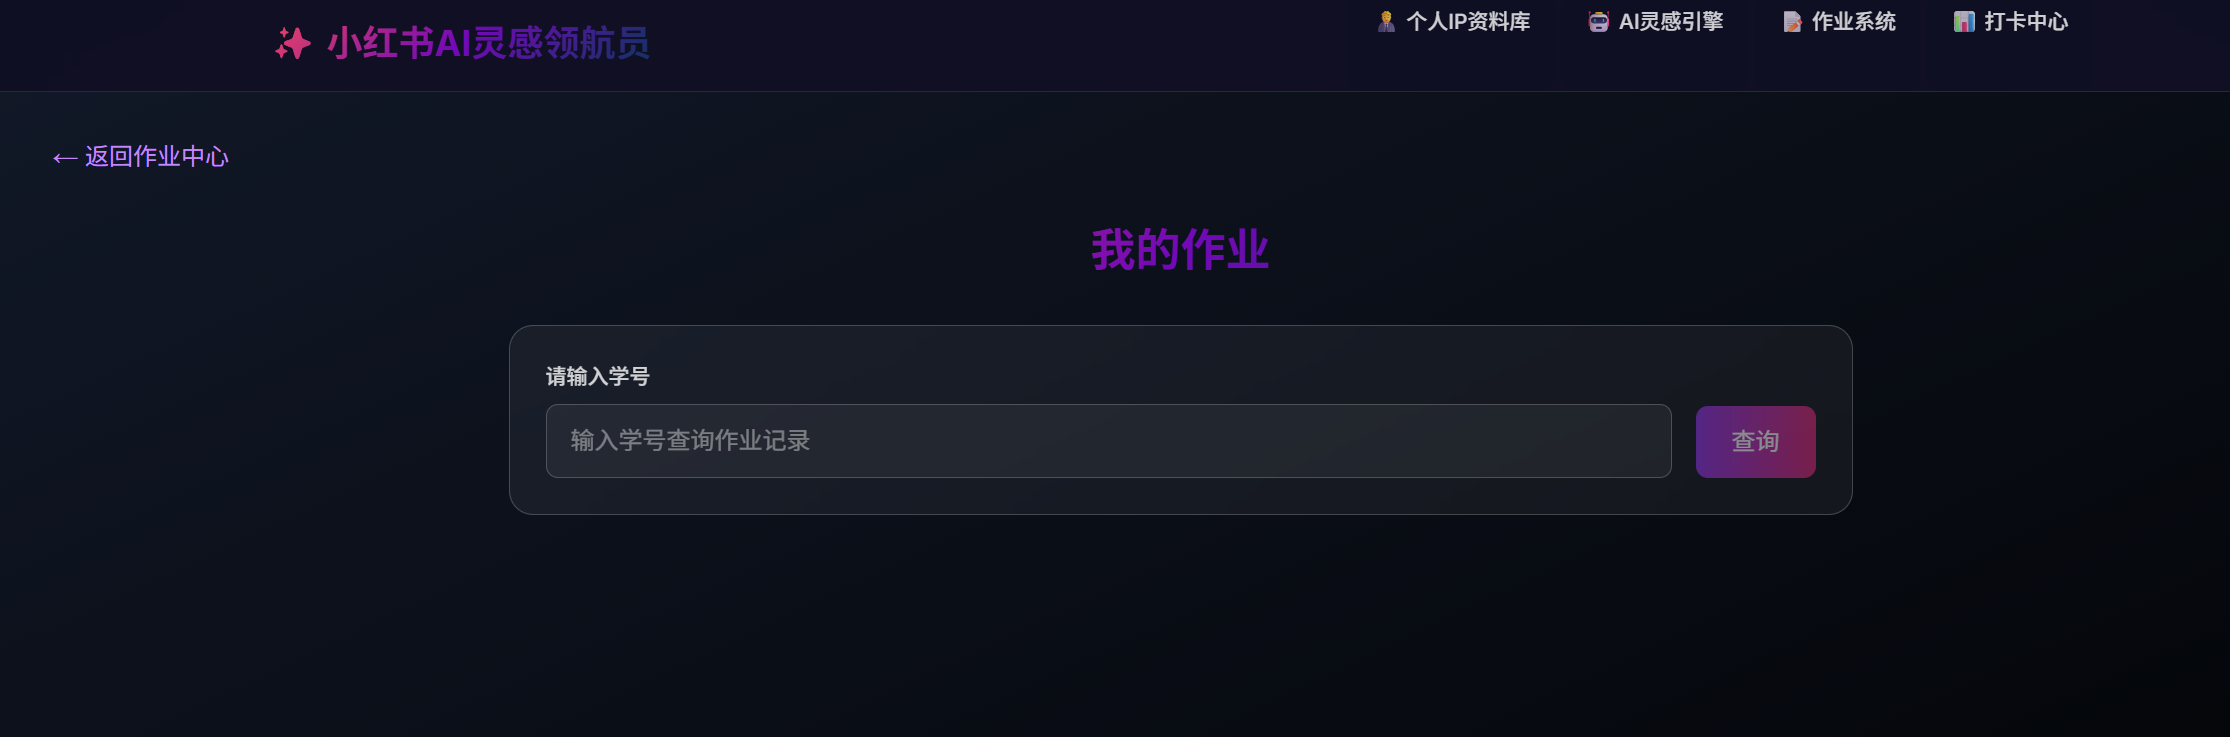 小红书AI灵感领航员
个人IP资料库
AI灵感引擎
作业系统
打卡中心
← 返回作业中心
我的作业
请输入学号
输入学号查询作业记录
查询